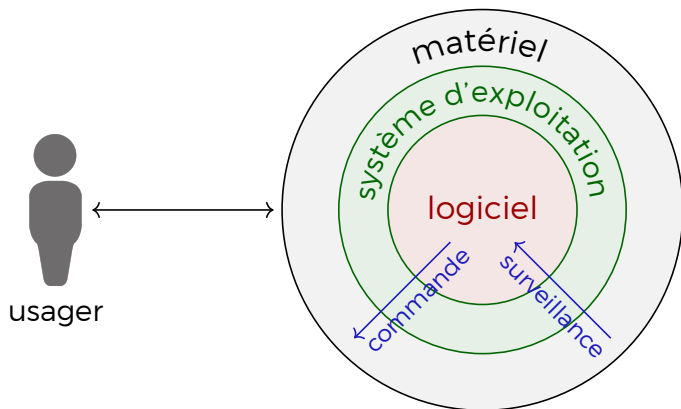 matériel
système d'exploitation
logiciel
commande
surveillance
usager